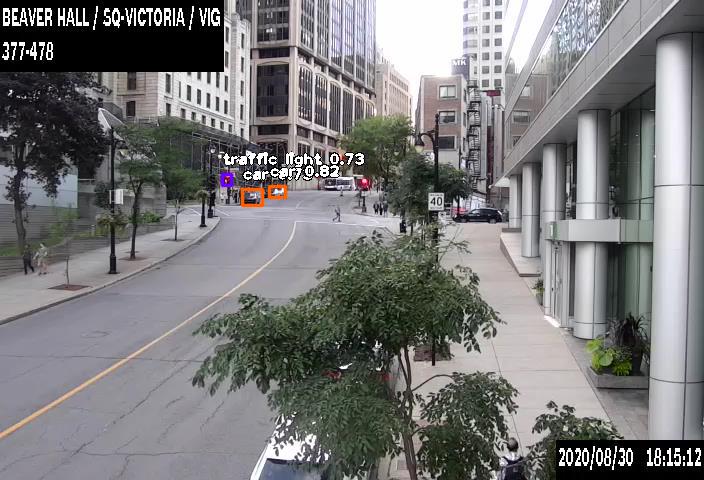 BEAVER HALL / SQ-VICTORIA / VIG
377-478
traffic light 0.73
car 0.82
40
2020/08/30 18:15:12